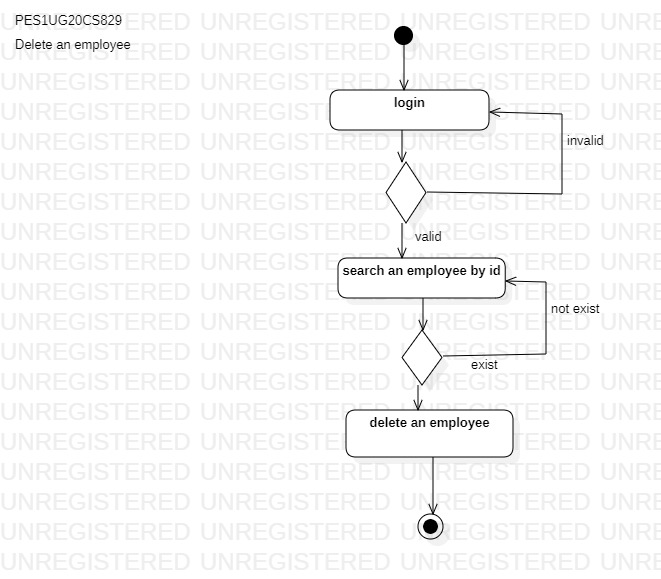 PES1UG20CS829
Delete an employee
login
invalid
valid
search an employee by id
not exist
exist
delete an employee
UNREGISTERED